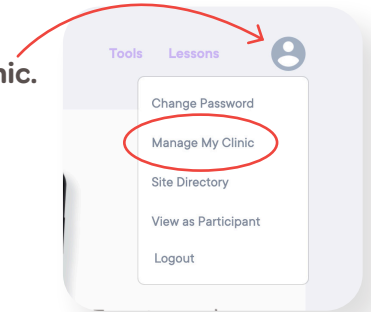 Tools Lessons
nic.
Change Password
Manage My Clinic
Site Directory
View as Participant
Logout